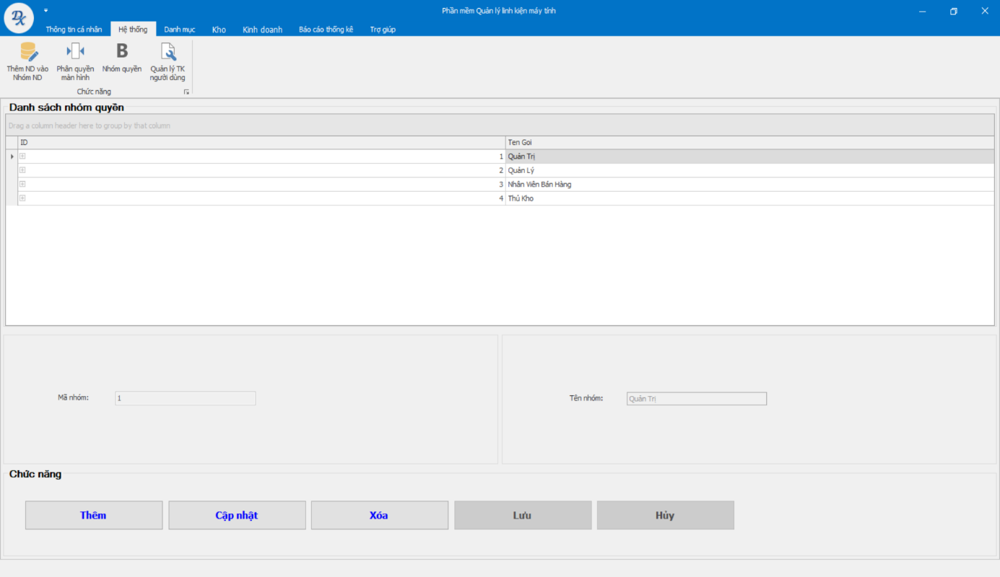 Phần mềm Quản lý linh kiện máy tính
DX
Thông tin cá nhân Hệ thống Danh mục Kho Kinh doanh Báo cáo thống kê Trợ giúp
Thêm ND vào Nhóm ND
Phân quyền màn hình
B
Nhóm quyền
Quản lý TK người dùng
Chức năng
Danh sách nhóm quyền
Drag a column header here to group by that column
ID Ten Goi
1 Quản Trị
2 Quản Lý
3 Nhân Viên Bán Hàng
4 Thủ Kho
Mã nhóm: 1
Tên nhóm: Quản Trị
Chức năng
Thêm Cập nhật Xóa Lưu Hủy